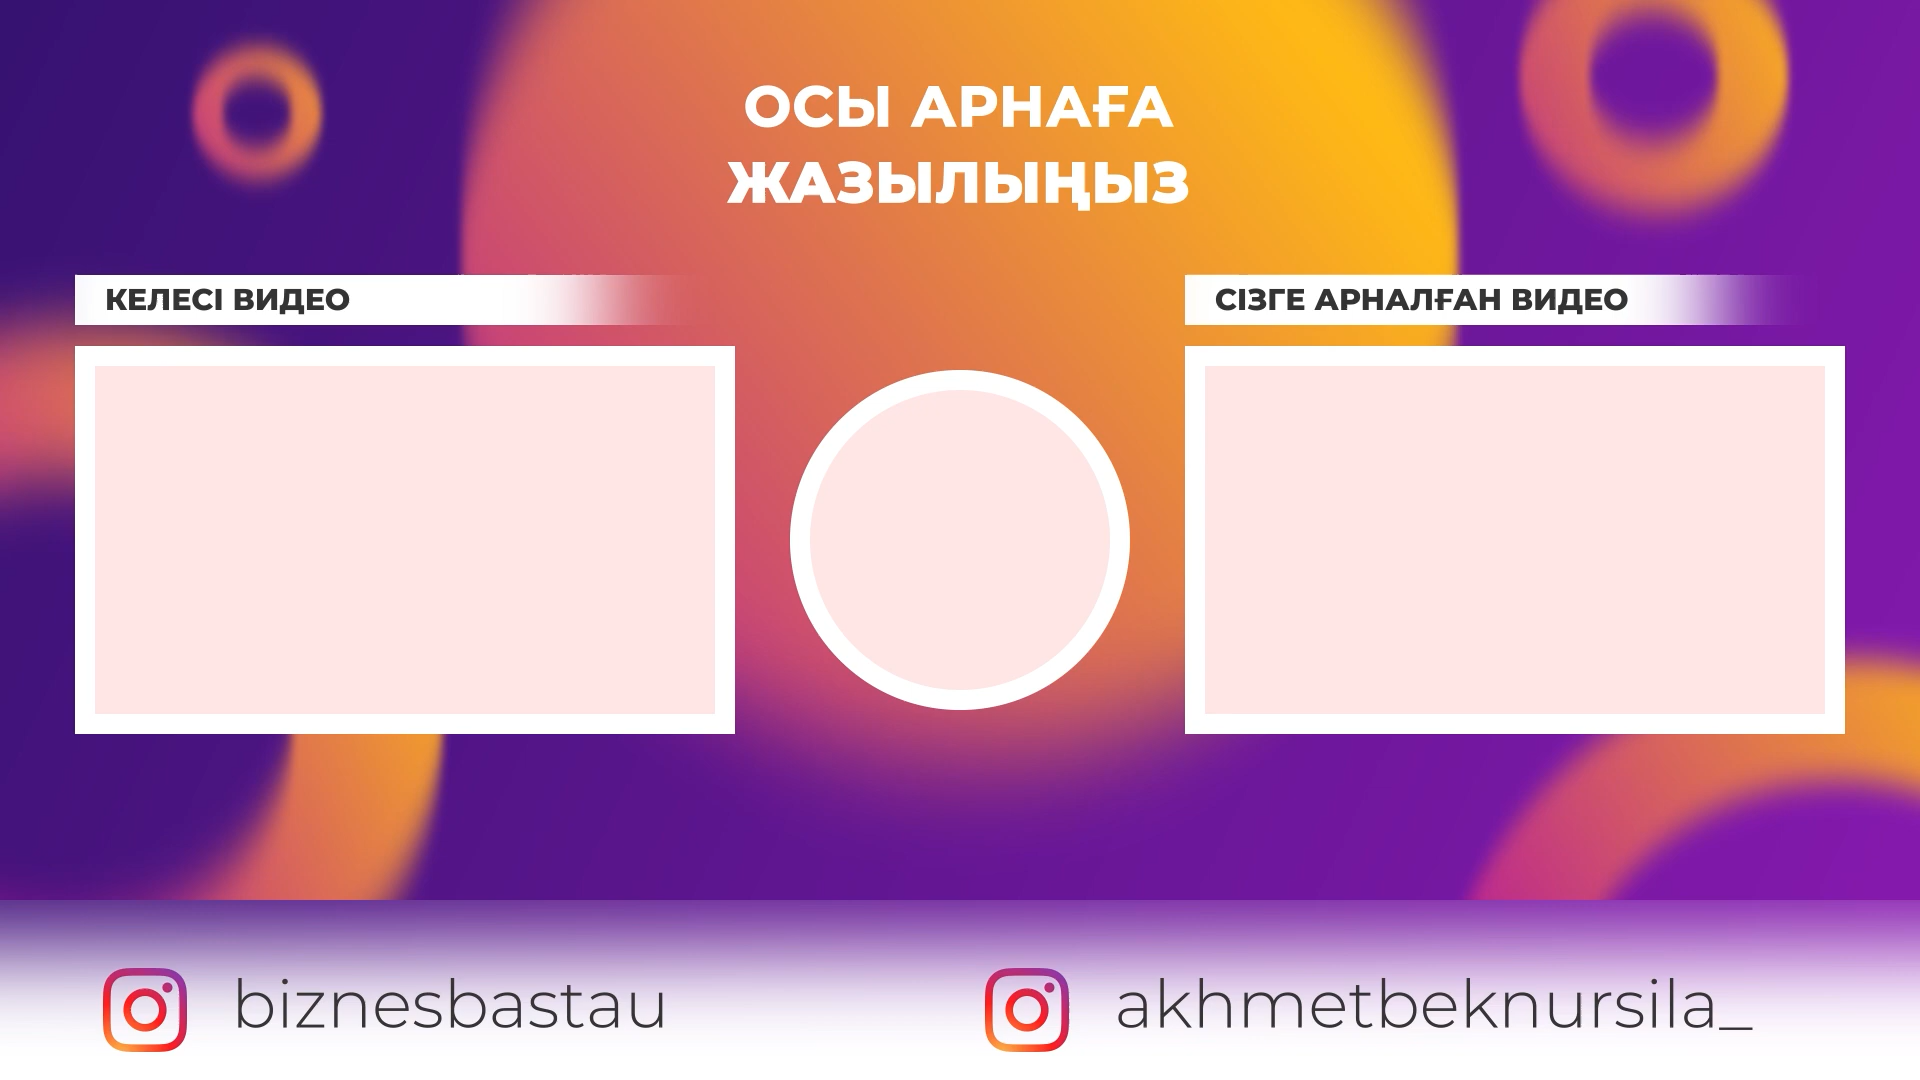 ОСЫ АРНАҒА
ЖАЗЫЛЫҢЫЗ
КЕЛЕСІ ВИДЕО
СІЗГЕ АРНАЛҒАН ВИДЕО
biznesbastau
akhmetbeknursila_